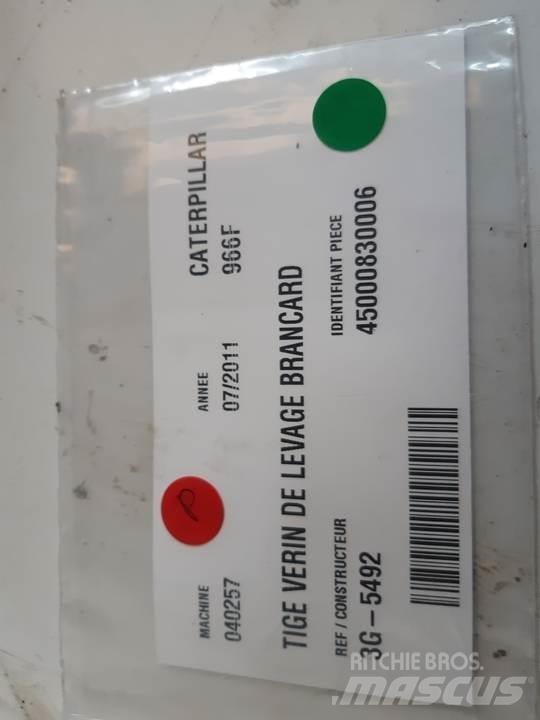 MACHINE ANNEE CATERPILLAR
040257 07/2011 966F
TIGE VERIN DE LEVAGE BRANCARD
REF / CONSTRUCTEUR IDENTIFIANT PIECE
3G-5492 45000830006
RITCHIE BROS.
MASCUS